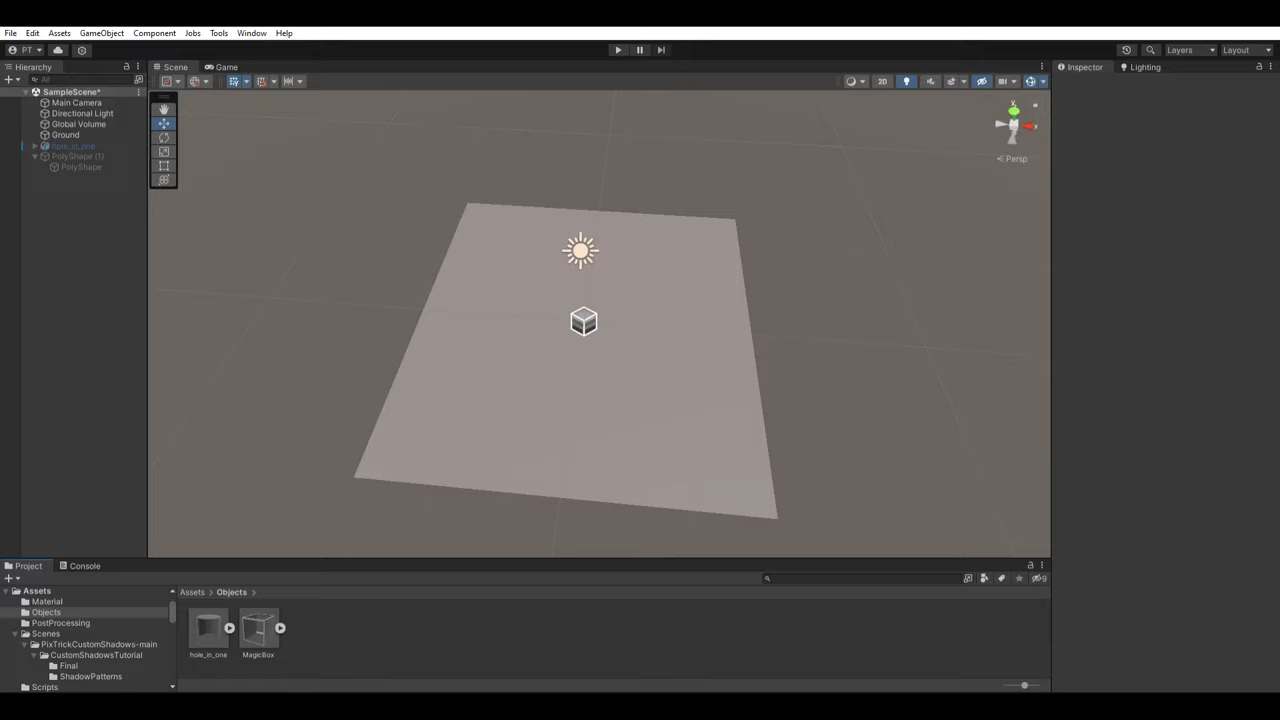 File Edit Assets GameObject Component Jobs Tools Window Help
PT Layers Layout
Hierarchy Scene Game Inspector Lighting
All 2D
SampleScene*
Main Camera
Directional Light
Global Volume
Ground
hole_in_one
PolyShape (1)
PolyShape
y
x
Persp
Project Console
9
Assets
Assets > Objects >
Material
Objects
PostProcessing
Scenes
PixTrickCustomShadows-main
CustomShadowsTutorial
Final
ShadowPatterns
Scripts
hole_in_one MagicBox